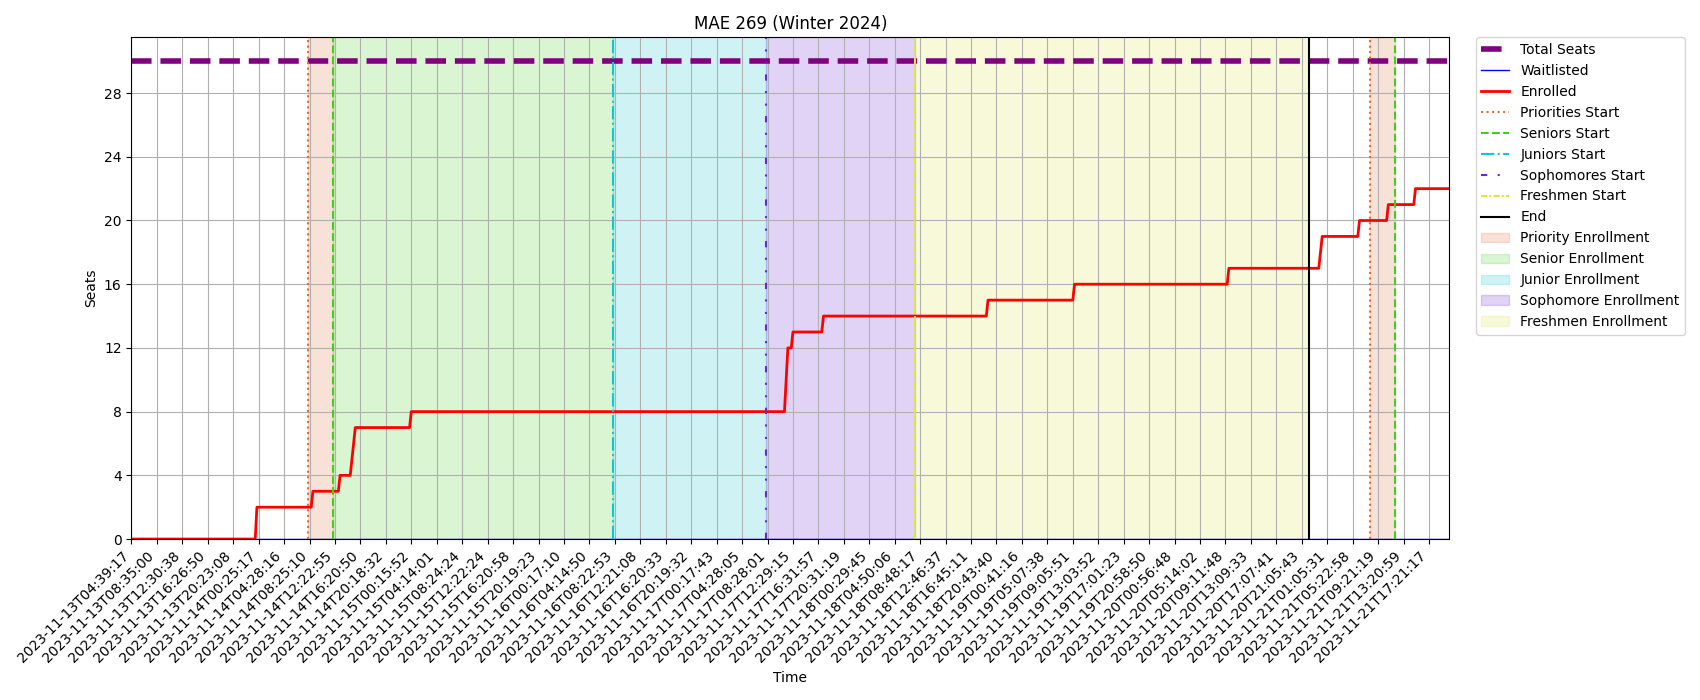 MAE 269 (Winter 2024)
Seats
28
24
20
16
12
8
4
0
2023-11-13T04:39:17
2023-11-13T08:35:00
2023-11-13T12:30:38
2023-11-13T16:26:50
2023-11-13T20:23:08
2023-11-14T00:25:17
2023-11-14T04:28:16
2023-11-14T08:25:10
2023-11-14T12:22:55
2023-11-14T16:20:50
2023-11-14T20:18:32
2023-11-15T00:15:52
2023-11-15T04:14:01
2023-11-15T08:24:24
2023-11-15T12:22:24
2023-11-15T16:20:58
2023-11-15T20:19:23
2023-11-16T00:17:10
2023-11-16T04:14:50
2023-11-16T08:22:53
2023-11-16T12:21:08
2023-11-16T16:20:33
2023-11-16T20:19:32
2023-11-17T00:17:43
2023-11-17T04:28:05
2023-11-17T08:28:01
2023-11-17T12:29:15
2023-11-17T16:31:57
2023-11-17T20:31:19
2023-11-18T00:29:45
2023-11-18T04:50:06
2023-11-18T08:48:17
2023-11-18T12:46:37
2023-11-18T16:45:11
2023-11-18T20:43:40
2023-11-19T00:41:16
2023-11-19T05:07:38
2023-11-19T09:05:51
2023-11-19T13:03:52
2023-11-19T17:01:23
2023-11-19T20:58:50
2023-11-20T00:56:48
2023-11-20T05:14:02
2023-11-20T09:11:48
2023-11-20T13:09:33
2023-11-20T17:07:41
2023-11-20T21:05:43
2023-11-21T01:05:31
2023-11-21T05:22:58
2023-11-21T09:21:19
2023-11-21T13:20:59
2023-11-21T17:21:17
Time
Total Seats
Waitlisted
Enrolled
Priorities Start
Seniors Start
Juniors Start
Sophomores Start
Freshmen Start
End
Priority Enrollment
Senior Enrollment
Junior Enrollment
Sophomore Enrollment
Freshmen Enrollment